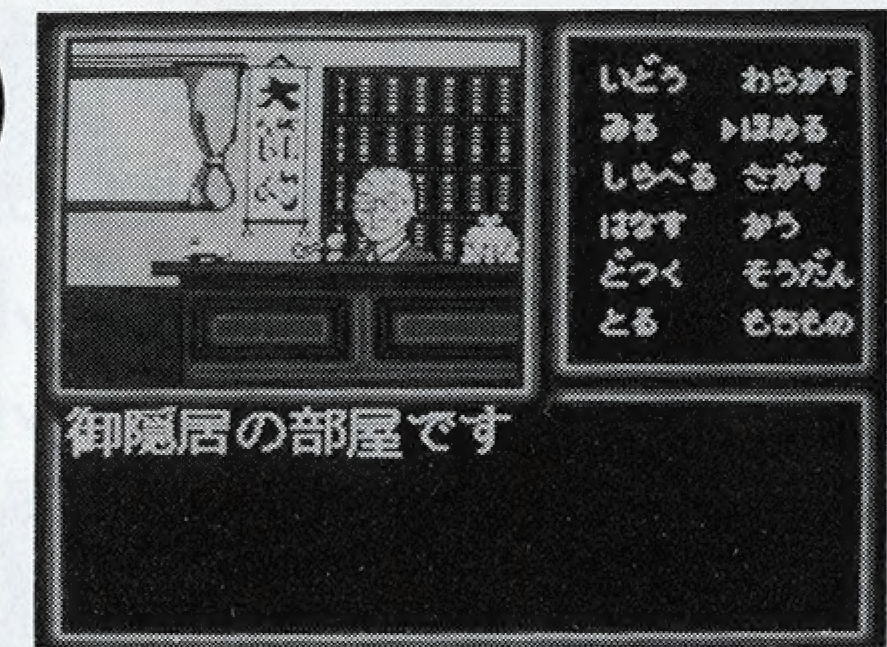 大
いどう わらかす
みる ▶ほめる
しらべる さがす
はなす かう
どつく そうだん
とる もちもの
御隠居の部屋です